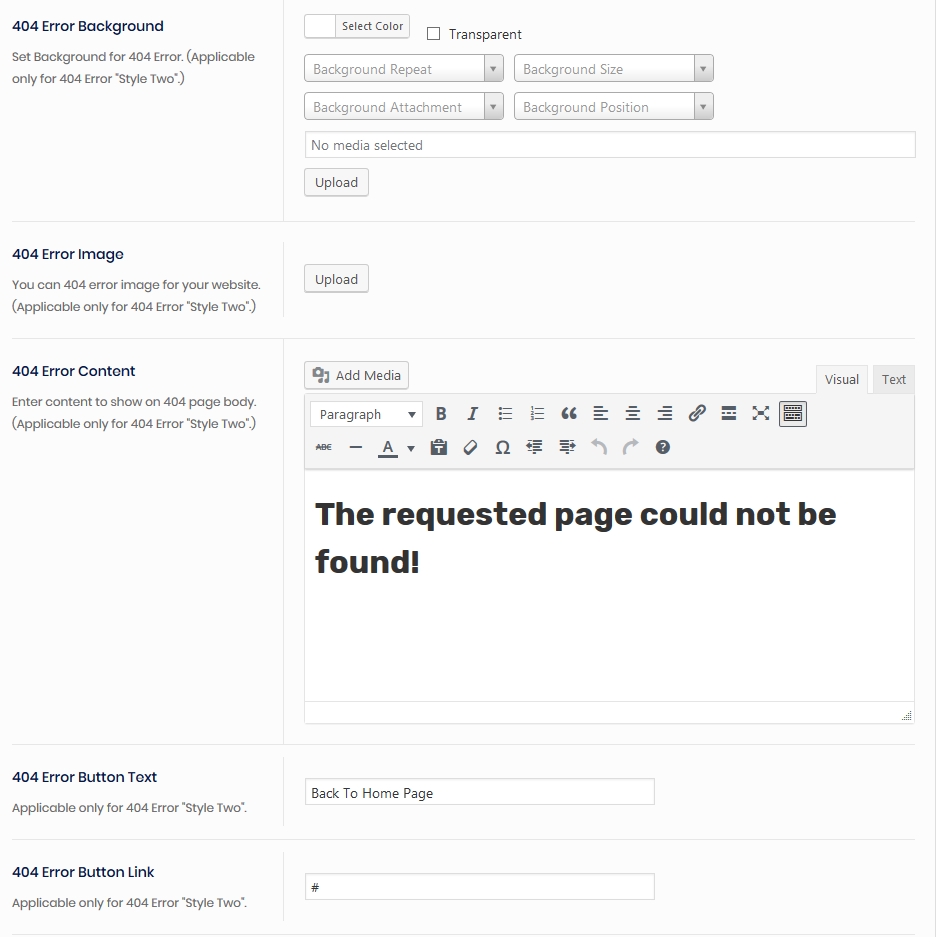 404 Error Background
Set Background for 404 Error. (Applicable
only for 404 Error "Style Two".)
Select Color
Transparent
Background Repeat
Background Size
Background Attachment
Background Position
No media selected
Upload
404 Error Image
You can 404 error image for your website.
(Applicable only for 404 Error "Style Two".)
Upload
404 Error Content
Enter content to show on 404 page body.
(Applicable only for 404 Error "Style Two".)
Add Media
Visual
Text
Paragraph
B
I
ABC
A
T
Ω
?
The requested page could not be
found!
404 Error Button Text
Applicable only for 404 Error "Style Two".
Back To Home Page
404 Error Button Link
Applicable only for 404 Error "Style Two".
#